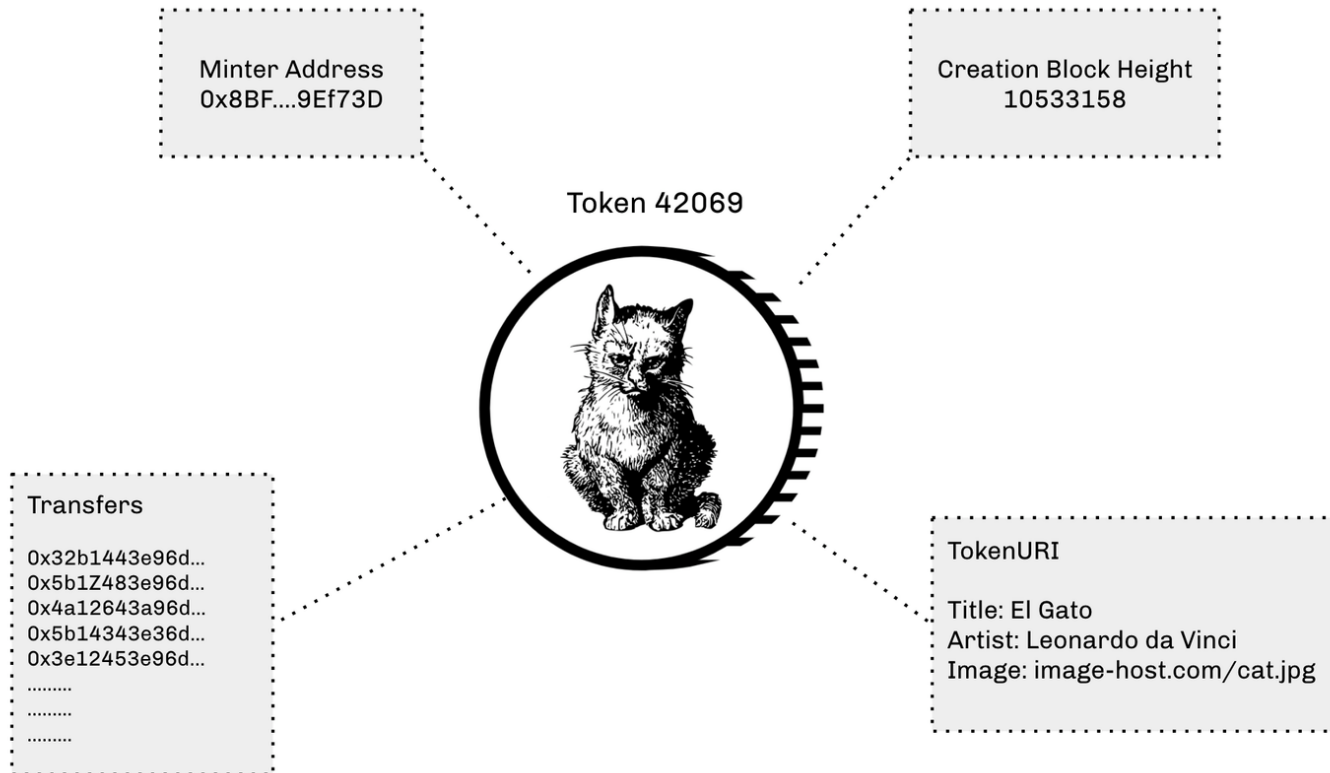 Minter Address
0x8BF....9Ef73D
Creation Block Height
10533158
Token 42069
Transfers
0x32b1443e96d...
0x5b1Z483e96d...
0x4a12643a96d...
0x5b14343e36d...
0x3e12453e96d...
.........
.........
.........
TokenURI
Title: El Gato
Artist: Leonardo da Vinci
Image: image-host.com/cat.jpg